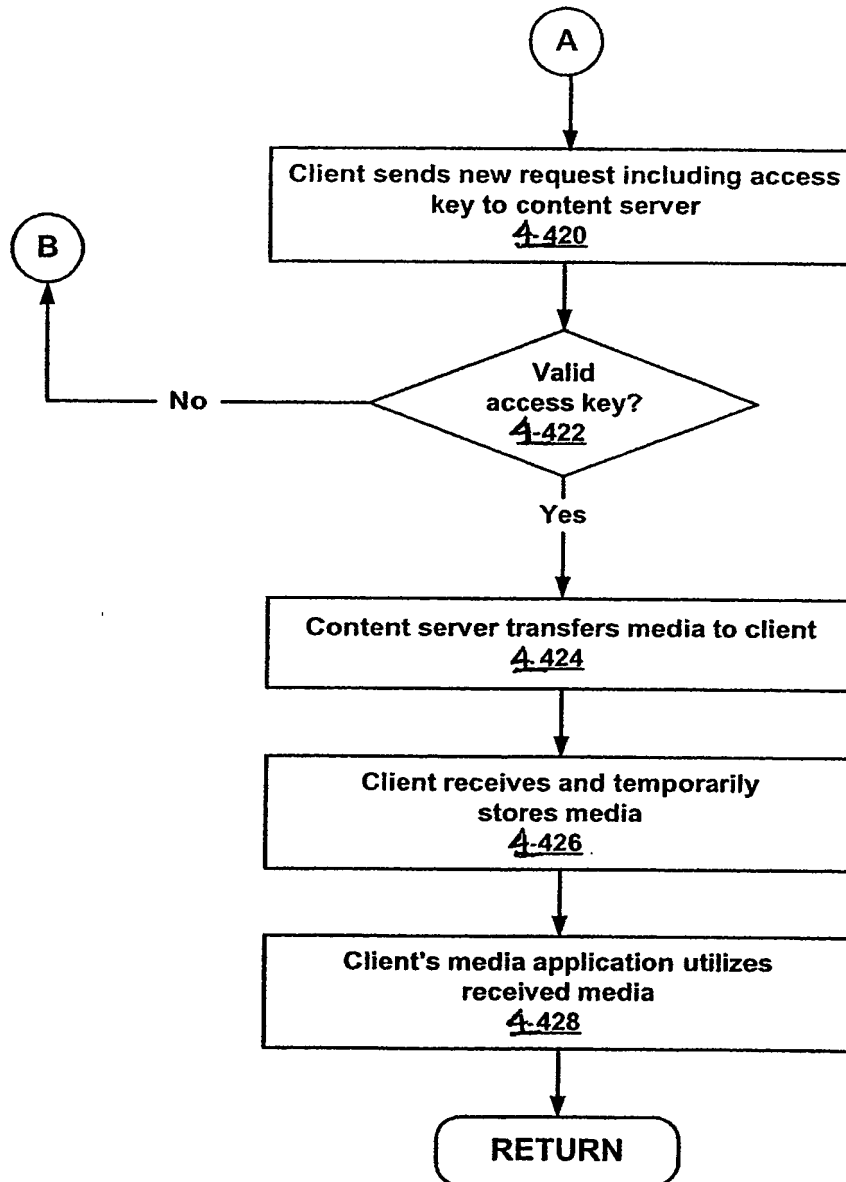 A
Client sends new request including access
key to content server
4-420
B
Valid
access key?
4-422
No
Yes
Content server transfers media to client
4-424
Client receives and temporarily
stores media
4-426
Client's media application utilizes
received media
4-428
RETURN